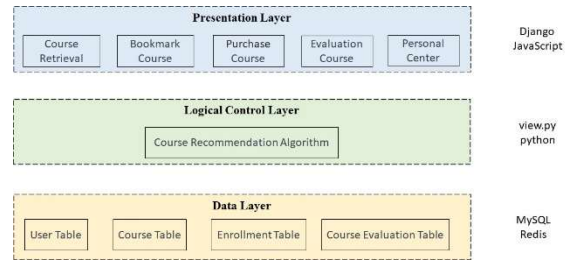 Presentation Layer
Course Retrieval
Bookmark Course
Purchase Course
Evaluation Course
Personal Center
Django
JavaScript
Logical Control Layer
Course Recommendation Algorithm
view.py
python
Data Layer
User Table
Course Table
Enrollment Table
Course Evaluation Table
MySQL
Redis